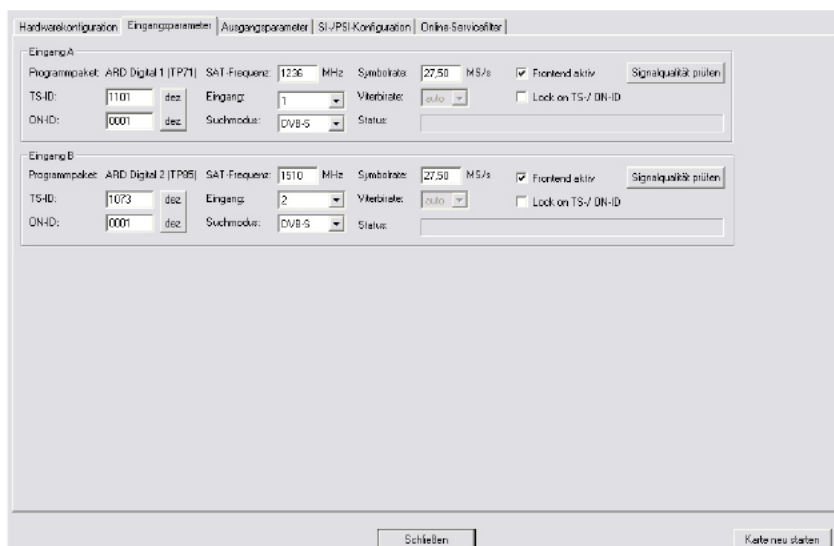 Hardwarekonfiguration Eingangsparameter Ausgangsparameter SI-/PSI-Konfiguration Online-Servicefilter
Eingang A
Programmpaket: ARD Digital 1 |TP71| SAT-Frequenz: 1236 MHz Symbolrate: 27,50 MS/s Frontend aktiv Signalqualität prüfen
TS-ID: 1101 dez Eingang: 1 Viterbirate: auto Lock on TS-/ ON-ID
ON-ID: 0001 dez Suchmodus: DVB-S Status:
Eingang B
Programmpaket: ARD Digital 2 |TP85| SAT-Frequenz: 1510 MHz Symbolrate: 27,50 MS/s Frontend aktiv Signalqualität prüfen
TS-ID: 1073 dez Eingang: 2 Viterbirate: auto Lock on TS-/ ON-ID
ON-ID: 0001 dez Suchmodus: DVB-S Status:
Schließen Karte neu starten